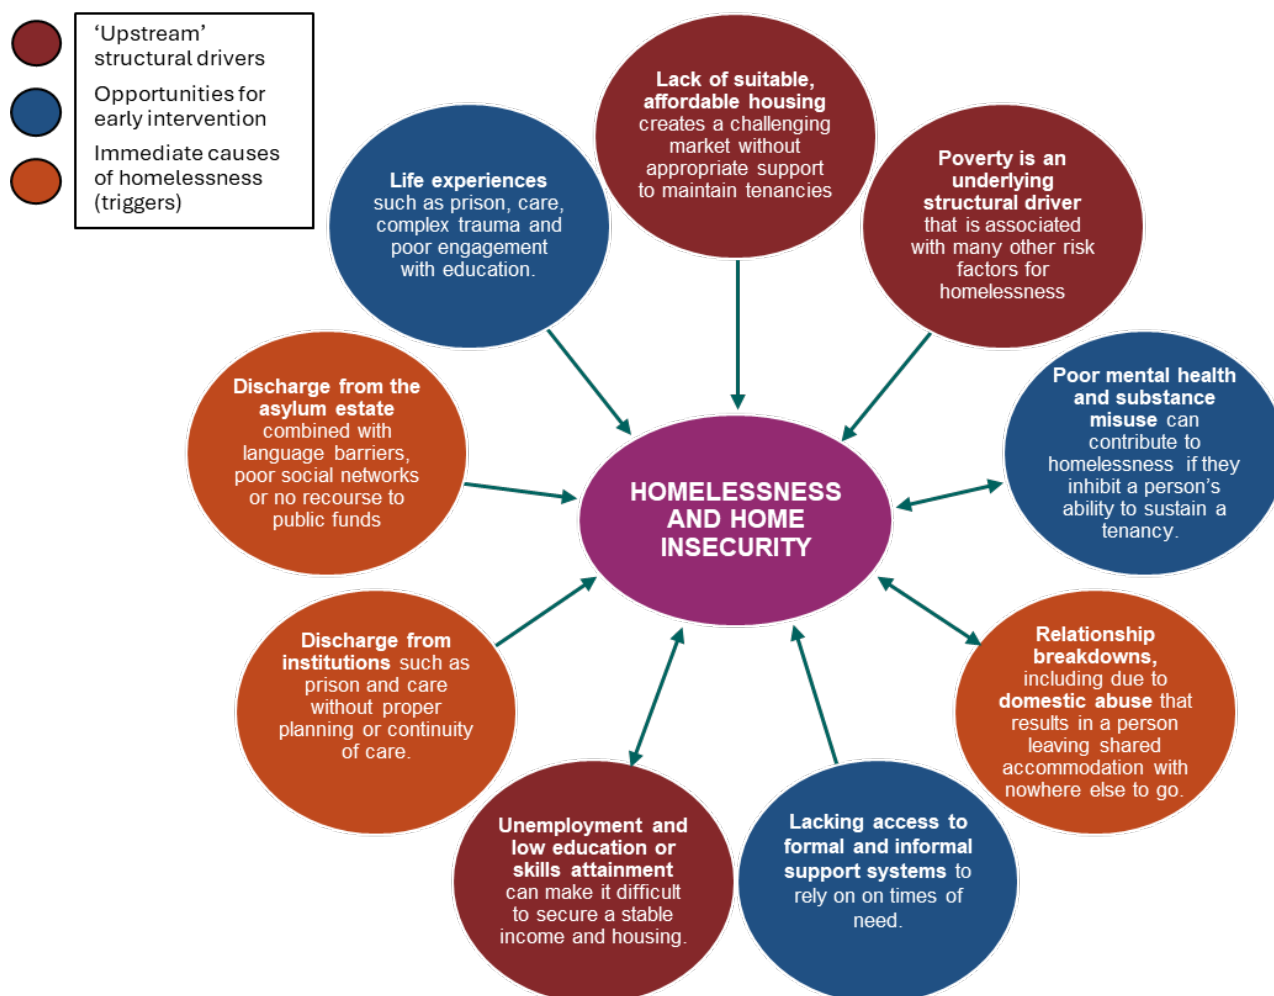 ‘Upstream’
structural drivers
Opportunities for
early intervention
Immediate causes
of homelessness
(triggers)
Lack of suitable,
affordable housing
creates a challenging
market without
appropriate support
to maintain tenancies
Poverty is an
underlying
structural driver
that is associated
with many other risk
factors for
homelessness
Poor mental health
and substance
misuse can
contribute to
homelessness if they
inhibit a person’s
ability to sustain a
tenancy.
Relationship
breakdowns,
including due to
domestic abuse that
results in a person
leaving shared
accommodation with
nowhere else to go.
Lacking access to
formal and informal
support systems to
rely on on times of
need.
Unemployment and
low education or
skills attainment
can make it difficult
to secure a stable
income and housing.
Discharge from
institutions such as
prison and care
without proper
planning or continuity
of care.
Discharge from the
asylum estate
combined with
language barriers,
poor social networks
or no recourse to
public funds
Life experiences
such as prison, care,
complex trauma and
poor engagement
with education.
HOMELESSNESS
AND HOME
INSECURITY